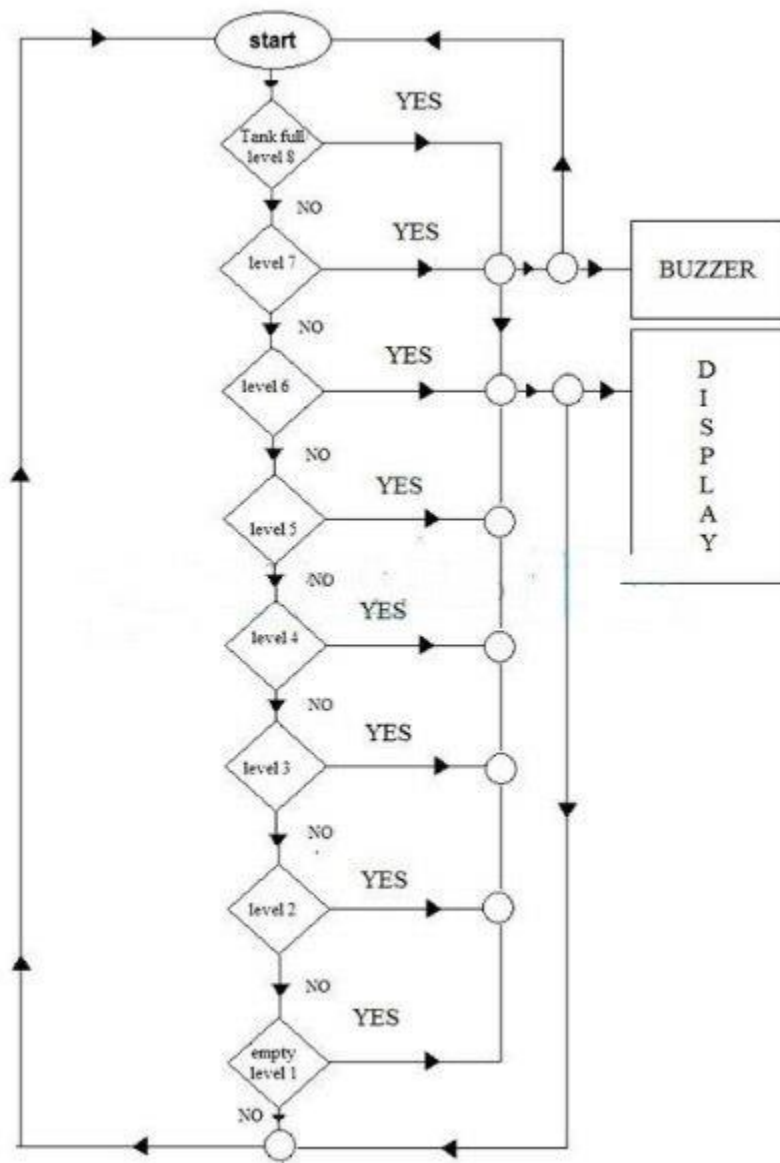 start
YES
Tank full
level 8
NO
YES
level 7
BUZZER
NO
YES
level 6
DISPLAY
NO
YES
level 5
NO
YES
level 4
NO
YES
level 3
NO
YES
level 2
NO
YES
empty
level 1
NO